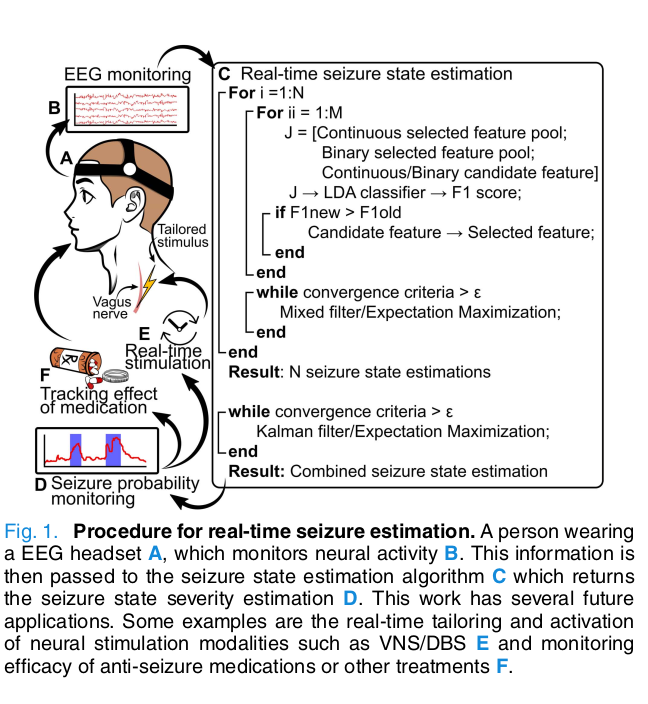 EEG monitoring
B
A
Tailored
stimulus
Vagus
nerve
E
Real-time
stimulation
Rx
F
Tracking effect
of medication
D Seizure probability
monitoring
C Real-time seizure state estimation
For i =1:N
For ii = 1:M
J = [Continuous selected feature pool;
Binary selected feature pool;
Continuous/Binary candidate feature]
J → LDA classifier → F1 score;
if F1new > F1old
Candidate feature → Selected feature;
end
end
while convergence criteria > ε
Mixed filter/Expectation Maximization;
end
end
Result: N seizure state estimations
while convergence criteria > ε
Kalman filter/Expectation Maximization;
end
Result: Combined seizure state estimation
Fig. 1. Procedure for real-time seizure estimation. A person wearing
a EEG headset A, which monitors neural activity B. This information is
then passed to the seizure state estimation algorithm C which returns
the seizure state severity estimation D. This work has several future
applications. Some examples are the real-time tailoring and activation
of neural stimulation modalities such as VNS/DBS E and monitoring
efficacy of anti-seizure medications or other treatments F.